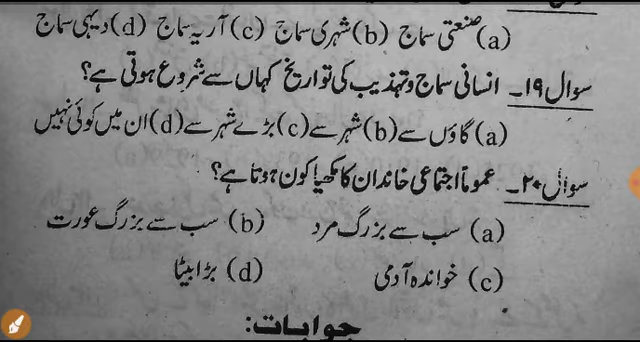 (a) صنعتی سماج (b) شہری سماج (c) آریہ سماج (d) دیہی سماج
سوال ۱۹۔ انسانی سماج و تہذیب کی تواریخ کہاں سے شروع ہوتی ہے؟
(a) گاؤں سے (b) شہر سے (c) بڑے شہر سے (d) ان میں کوئی نہیں
سوال ۲۰۔ عموماً اجتماعی خاندان کا مکھیا کون ہوتا ہے؟
(a) سب سے بزرگ مرد (b) سب سے بزرگ عورت
(c) خواندہ آدمی (d) بڑا بیٹا
جوابات: